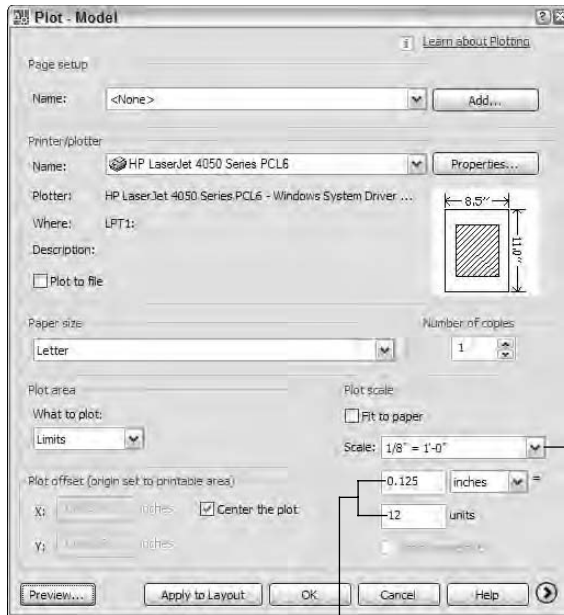 Plot - Model
Learn about Plotting
Page setup
Name: <None> Add...
Printer/plotter
Name: HP LaserJet 4050 Series PCL6 Properties...
Plotter: HP LaserJet 4050 Series PCL6 - Windows System Driver ...
Where: LPT1:
Description:
Plot to file
8.5"
11.0"
Paper size
Letter
Number of copies
1
Plot area
What to plot:
Limits
Plot scale
Fit to paper
Scale: 1/8" = 1'-0"
0.125 inches =
12 units
Plot offset (origin set to printable area)
X: inches Center the plot
Y: inches
Preview... Apply to Layout OK Cancel Help